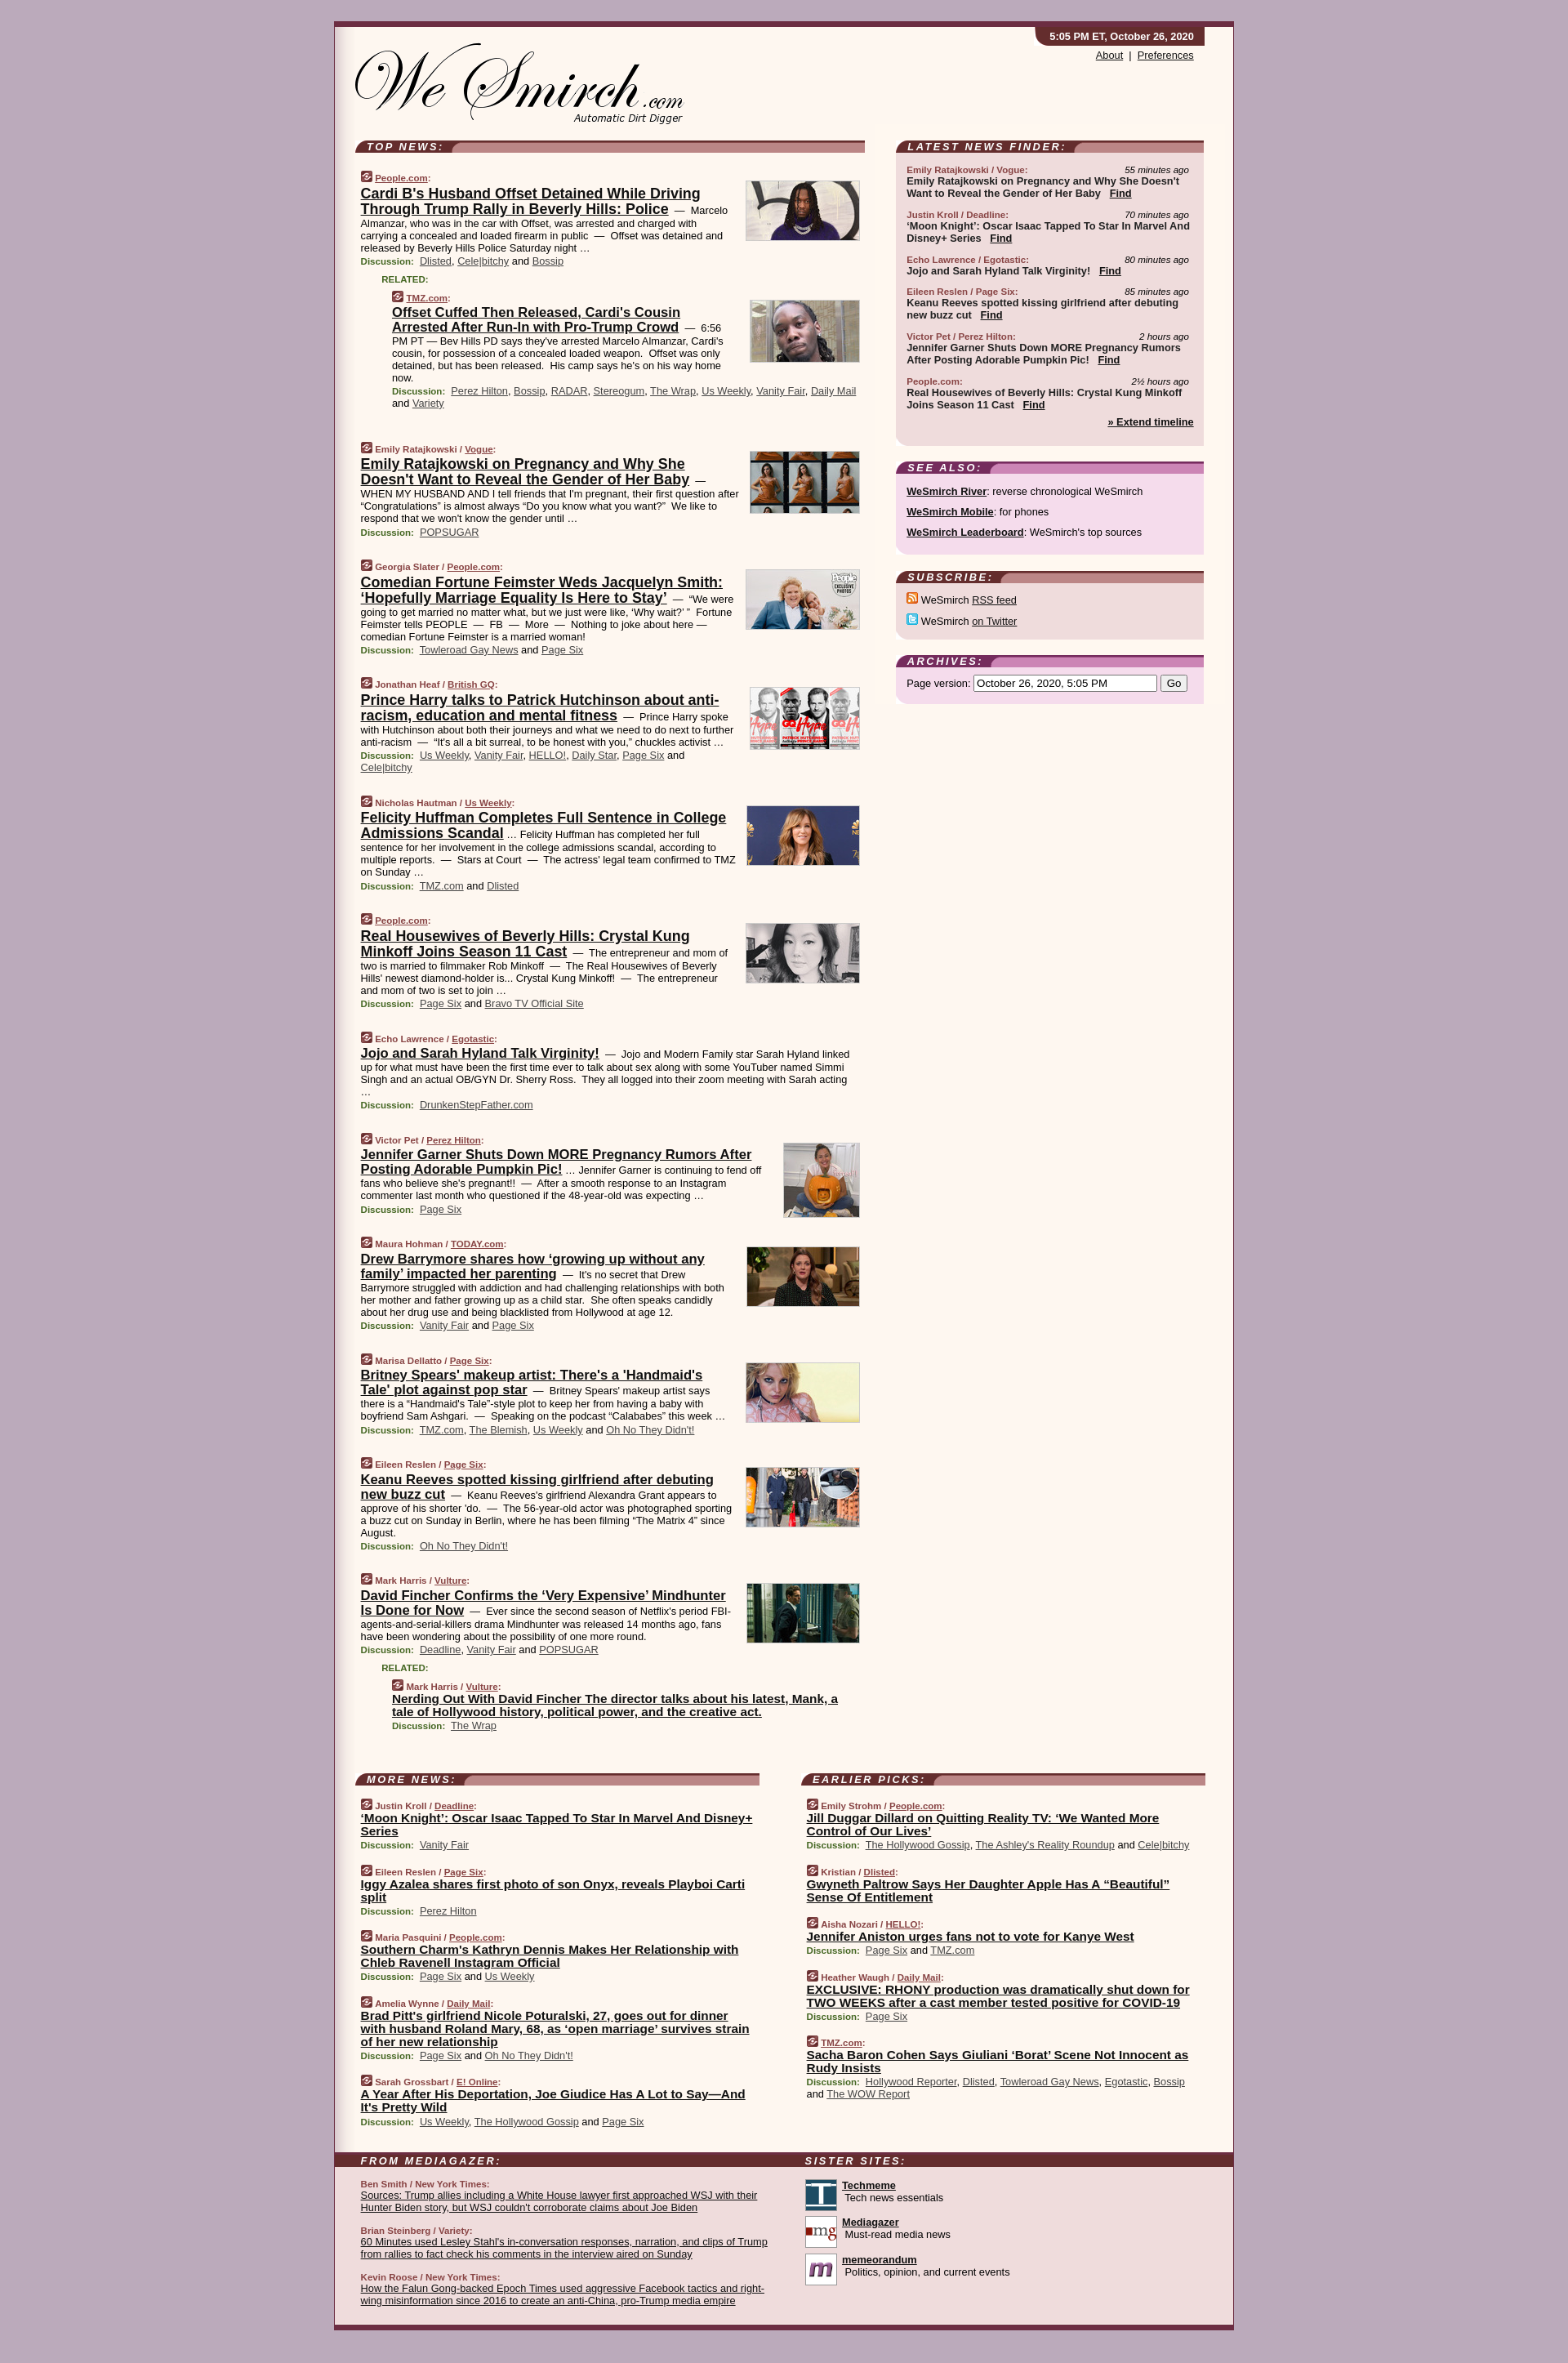 5:05 PM ET, October 26, 2020
About | Preferences
We Smirch.com
Automatic Dirt Digger
TOP NEWS:
People.com:
Cardi B's Husband Offset Detained While Driving
Through Trump Rally in Beverly Hills: Police — Marcelo
Almanzar, who was in the car with Offset, was arrested and charged with
carrying a concealed and loaded firearm in public — Offset was detained and
released by Beverly Hills Police Saturday night …
Discussion: Dlisted, Cele|bitchy and Bossip
RELATED:
TMZ.com:
Offset Cuffed Then Released, Cardi's Cousin
Arrested After Run-In with Pro-Trump Crowd — 6:56
PM PT — Bev Hills PD says they've arrested Marcelo Almanzar, Cardi's
cousin, for possession of a concealed loaded weapon. Offset was only
detained, but has been released. His camp says he's on his way home
now.
Discussion: Perez Hilton, Bossip, RADAR, Stereogum, The Wrap, Us Weekly, Vanity Fair, Daily Mail
and Variety
Emily Ratajkowski / Vogue:
Emily Ratajkowski on Pregnancy and Why She
Doesn't Want to Reveal the Gender of Her Baby —
WHEN MY HUSBAND AND I tell friends that I'm pregnant, their first question after
“Congratulations” is almost always “Do you know what you want?” We like to
respond that we won't know the gender until …
Discussion: POPSUGAR
Georgia Slater / People.com:
Comedian Fortune Feimster Weds Jacquelyn Smith:
‘Hopefully Marriage Equality Is Here to Stay’ — “We were
going to get married no matter what, but we just were like, ‘Why wait?’ ” Fortune
Feimster tells PEOPLE — FB — More — Nothing to joke about here —
comedian Fortune Feimster is a married woman!
Discussion: Towleroad Gay News and Page Six
Jonathan Heaf / British GQ:
Prince Harry talks to Patrick Hutchinson about anti-
racism, education and mental fitness — Prince Harry spoke
with Hutchinson about both their journeys and what we need to do next to further
anti-racism — “It's all a bit surreal, to be honest with you,” chuckles activist …
Discussion: Us Weekly, Vanity Fair, HELLO!, Daily Star, Page Six and
Cele|bitchy
Nicholas Hautman / Us Weekly:
Felicity Huffman Completes Full Sentence in College
Admissions Scandal … Felicity Huffman has completed her full
sentence for her involvement in the college admissions scandal, according to
multiple reports. — Stars at Court — The actress' legal team confirmed to TMZ
on Sunday …
Discussion: TMZ.com and Dlisted
People.com:
Real Housewives of Beverly Hills: Crystal Kung
Minkoff Joins Season 11 Cast — The entrepreneur and mom of
two is married to filmmaker Rob Minkoff — The Real Housewives of Beverly
Hills' newest diamond-holder is... Crystal Kung Minkoff! — The entrepreneur
and mom of two is set to join …
Discussion: Page Six and Bravo TV Official Site
Echo Lawrence / Egotastic:
Jojo and Sarah Hyland Talk Virginity! — Jojo and Modern Family star Sarah Hyland linked
up for what must have been the first time ever to talk about sex along with some YouTuber named Simmi
Singh and an actual OB/GYN Dr. Sherry Ross. They all logged into their zoom meeting with Sarah acting
…
Discussion: DrunkenStepFather.com
Victor Pet / Perez Hilton:
Jennifer Garner Shuts Down MORE Pregnancy Rumors After
Posting Adorable Pumpkin Pic! … Jennifer Garner is continuing to fend off
fans who believe she's pregnant!! — After a smooth response to an Instagram
commenter last month who questioned if the 48-year-old was expecting …
Discussion: Page Six
Maura Hohman / TODAY.com:
Drew Barrymore shares how ‘growing up without any
family’ impacted her parenting — It's no secret that Drew
Barrymore struggled with addiction and had challenging relationships with both
her mother and father growing up as a child star. She often speaks candidly
about her drug use and being blacklisted from Hollywood at age 12.
Discussion: Vanity Fair and Page Six
Marisa Dellatto / Page Six:
Britney Spears' makeup artist: There's a 'Handmaid's
Tale' plot against pop star — Britney Spears' makeup artist says
there is a “Handmaid's Tale”-style plot to keep her from having a baby with
boyfriend Sam Ashgari. — Speaking on the podcast “Calababes” this week …
Discussion: TMZ.com, The Blemish, Us Weekly and Oh No They Didn't!
Eileen Reslen / Page Six:
Keanu Reeves spotted kissing girlfriend after debuting
new buzz cut — Keanu Reeves's girlfriend Alexandra Grant appears to
approve of his shorter 'do. — The 56-year-old actor was photographed sporting
a buzz cut on Sunday in Berlin, where he has been filming “The Matrix 4” since
August.
Discussion: Oh No They Didn't!
Mark Harris / Vulture:
David Fincher Confirms the ‘Very Expensive’ Mindhunter
Is Done for Now — Ever since the second season of Netflix's period FBI-
agents-and-serial-killers drama Mindhunter was released 14 months ago, fans
have been wondering about the possibility of one more round.
Discussion: Deadline, Vanity Fair and POPSUGAR
RELATED:
Mark Harris / Vulture:
Nerding Out With David Fincher The director talks about his latest, Mank, a
tale of Hollywood history, political power, and the creative act.
Discussion: The Wrap
LATEST NEWS FINDER:
Emily Ratajkowski / Vogue: 55 minutes ago
Emily Ratajkowski on Pregnancy and Why She Doesn't
Want to Reveal the Gender of Her Baby Find
Justin Kroll / Deadline: 70 minutes ago
‘Moon Knight’: Oscar Isaac Tapped To Star In Marvel And
Disney+ Series Find
Echo Lawrence / Egotastic: 80 minutes ago
Jojo and Sarah Hyland Talk Virginity! Find
Eileen Reslen / Page Six: 85 minutes ago
Keanu Reeves spotted kissing girlfriend after debuting
new buzz cut Find
Victor Pet / Perez Hilton: 2 hours ago
Jennifer Garner Shuts Down MORE Pregnancy Rumors
After Posting Adorable Pumpkin Pic! Find
People.com: 2½ hours ago
Real Housewives of Beverly Hills: Crystal Kung Minkoff
Joins Season 11 Cast Find
» Extend timeline
SEE ALSO:
WeSmirch River: reverse chronological WeSmirch
WeSmirch Mobile: for phones
WeSmirch Leaderboard: WeSmirch's top sources
SUBSCRIBE:
WeSmirch RSS feed
WeSmirch on Twitter
ARCHIVES:
Page version: October 26, 2020, 5:05 PM Go
MORE NEWS:
Justin Kroll / Deadline:
‘Moon Knight’: Oscar Isaac Tapped To Star In Marvel And Disney+
Series
Discussion: Vanity Fair
Eileen Reslen / Page Six:
Iggy Azalea shares first photo of son Onyx, reveals Playboi Carti
split
Discussion: Perez Hilton
Maria Pasquini / People.com:
Southern Charm's Kathryn Dennis Makes Her Relationship with
Chleb Ravenell Instagram Official
Discussion: Page Six and Us Weekly
Amelia Wynne / Daily Mail:
Brad Pitt's girlfriend Nicole Poturalski, 27, goes out for dinner
with husband Roland Mary, 68, as ‘open marriage’ survives strain
of her new relationship
Discussion: Page Six and Oh No They Didn't!
Sarah Grossbart / E! Online:
A Year After His Deportation, Joe Giudice Has A Lot to Say—And
It's Pretty Wild
Discussion: Us Weekly, The Hollywood Gossip and Page Six
EARLIER PICKS:
Emily Strohm / People.com:
Jill Duggar Dillard on Quitting Reality TV: ‘We Wanted More
Control of Our Lives’
Discussion: The Hollywood Gossip, The Ashley's Reality Roundup and Cele|bitchy
Kristian / Dlisted:
Gwyneth Paltrow Says Her Daughter Apple Has A “Beautiful”
Sense Of Entitlement
Aisha Nozari / HELLO!:
Jennifer Aniston urges fans not to vote for Kanye West
Discussion: Page Six and TMZ.com
Heather Waugh / Daily Mail:
EXCLUSIVE: RHONY production was dramatically shut down for
TWO WEEKS after a cast member tested positive for COVID-19
Discussion: Page Six
TMZ.com:
Sacha Baron Cohen Says Giuliani ‘Borat’ Scene Not Innocent as
Rudy Insists
Discussion: Hollywood Reporter, Dlisted, Towleroad Gay News, Egotastic, Bossip
and The WOW Report
FROM MEDIAGAZER:
Ben Smith / New York Times:
Sources: Trump allies including a White House lawyer first approached WSJ with their
Hunter Biden story, but WSJ couldn't corroborate claims about Joe Biden
Brian Steinberg / Variety:
60 Minutes used Lesley Stahl's in-conversation responses, narration, and clips of Trump
from rallies to fact check his comments in the interview aired on Sunday
Kevin Roose / New York Times:
How the Falun Gong-backed Epoch Times used aggressive Facebook tactics and right-
wing misinformation since 2016 to create an anti-China, pro-Trump media empire
SISTER SITES:
Techmeme
Tech news essentials
Mediagazer
Must-read media news
memeorandum
Politics, opinion, and current events